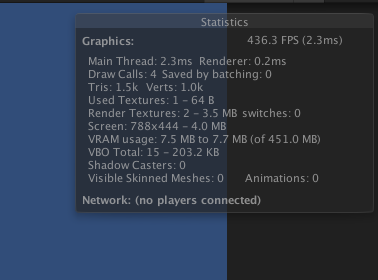 Statistics
Graphics: 436.3 FPS (2.3ms)
Main Thread: 2.3ms Renderer: 0.2ms
Draw Calls: 4 Saved by batching: 0
Tris: 1.5k Verts: 1.0k
Used Textures: 1 - 64 B
Render Textures: 2 - 3.5 MB switches: 0
Screen: 788x444 - 4.0 MB
VRAM usage: 7.5 MB to 7.7 MB (of 451.0 MB)
VBO Total: 15 - 203.2 KB
Shadow Casters: 0
Visible Skinned Meshes: 0 Animations: 0
Network: (no players connected)